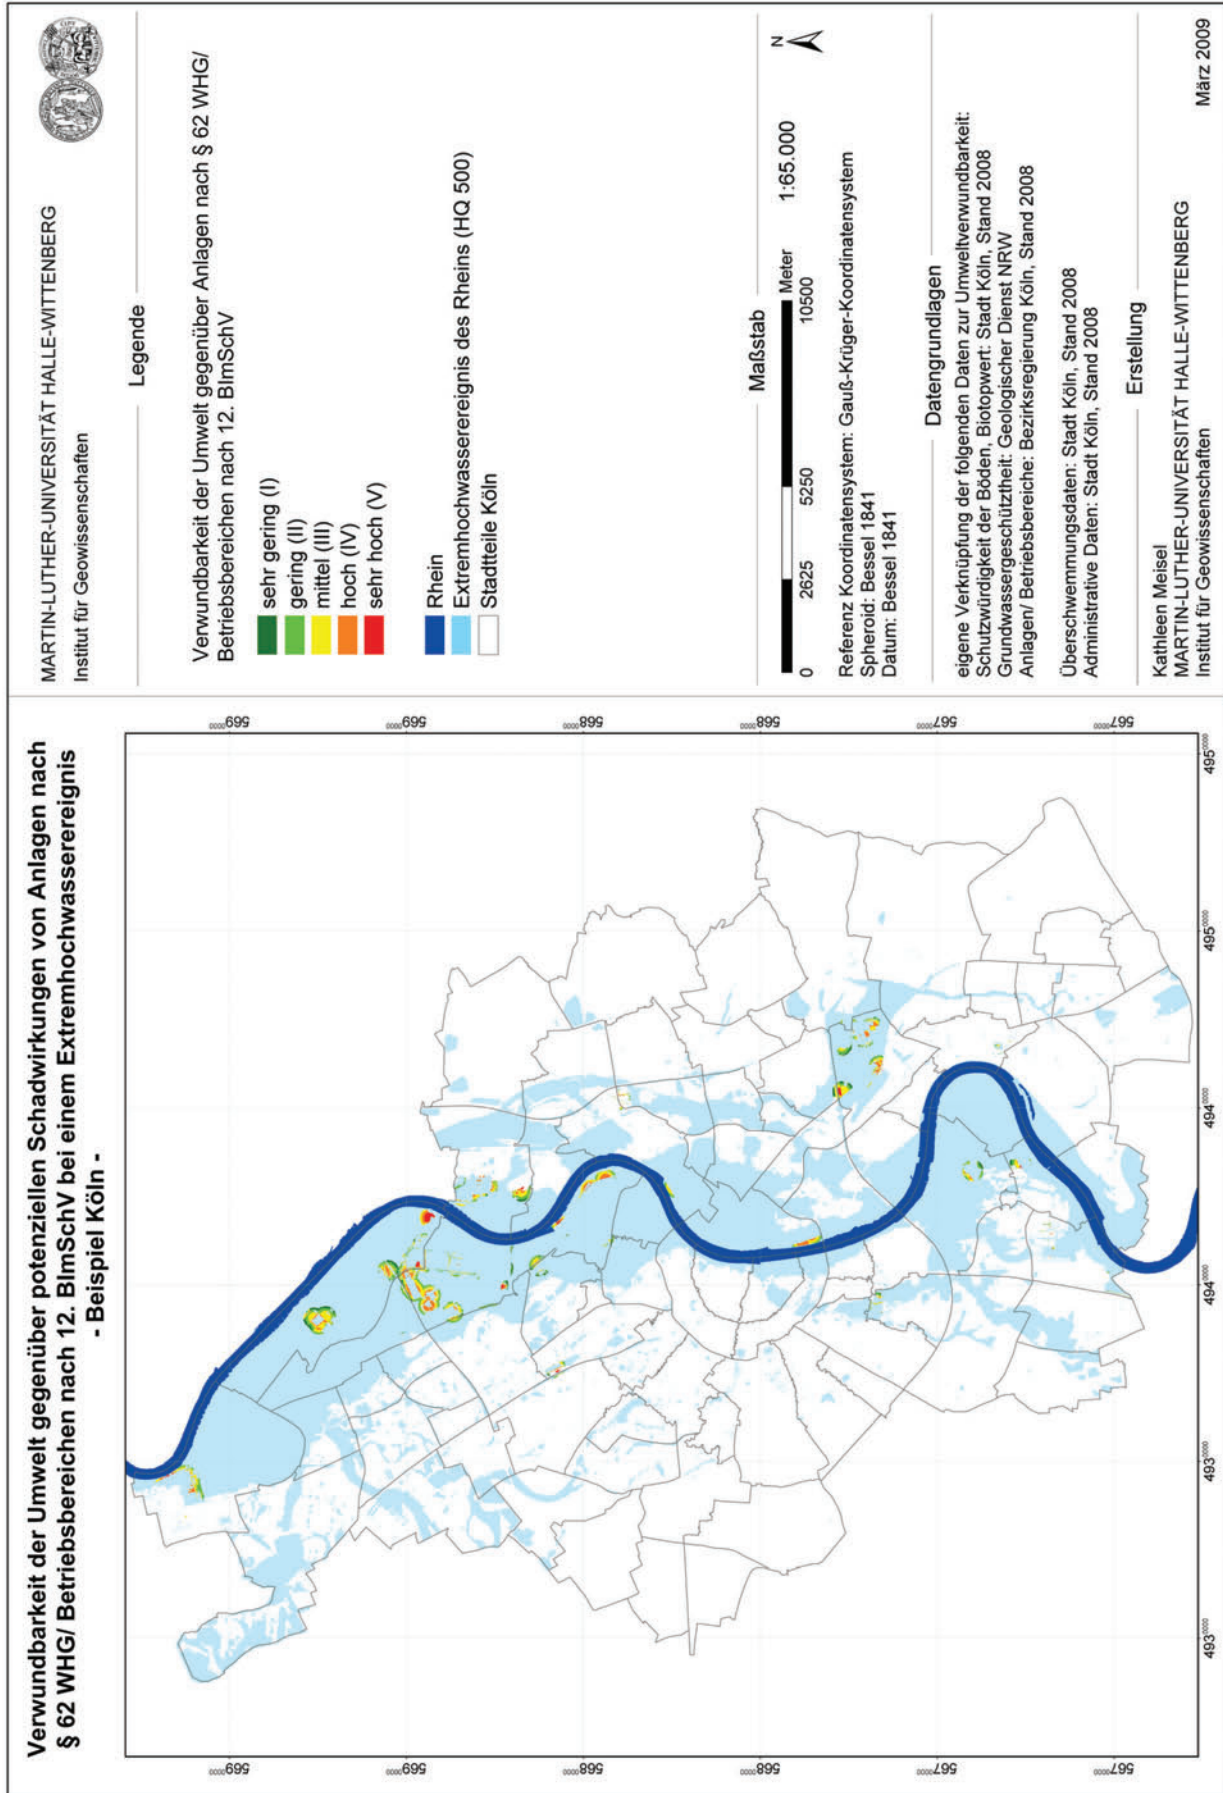 Verwundbarkeit der Umwelt gegenüber potenziellen Schadwirkungen von Anlagen nach
§ 62 WHG/ Betriebsbereichen nach 12. BImSchV bei einem Extremhochwasserereignis
- Beispiel Köln -
MARTIN-LUTHER-UNIVERSITÄT HALLE-WITTENBERG
Institut für Geowissenschaften
Legende
Verwundbarkeit der Umwelt gegenüber Anlagen nach § 62 WHG/
Betriebsbereichen nach 12. BImSchV
sehr gering (I)
gering (II)
mittel (III)
hoch (IV)
sehr hoch (V)
Rhein
Extremhochwasserereignis des Rheins (HQ 500)
Stadtteile Köln
Maßstab
0 2625 5250 10500
Meter
1:65.000
N
Referenz Koordinatensystem: Gauß-Krüger-Koordinatensystem
Spheroid: Bessel 1841
Datum: Bessel 1841
Datengrundlagen
eigene Verknüpfung der folgenden Daten zur Umweltverwundbarkeit:
Schutzwürdigkeit der Böden, Biotopwert: Stadt Köln, Stand 2008
Grundwassergeschütztheit: Geologischer Dienst NRW
Anlagen/ Betriebsbereiche: Bezirksregierung Köln, Stand 2008
Überschwemmungsdaten: Stadt Köln, Stand 2008
Administrative Daten: Stadt Köln, Stand 2008
Erstellung
Kathleen Meisel
MARTIN-LUTHER-UNIVERSITÄT HALLE-WITTENBERG
Institut für Geowissenschaften
März 2009